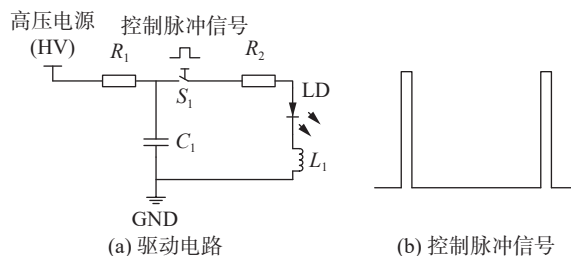 高压电源
(HV)
控制脉冲信号
R₁
R₂
S₁
LD
C₁
L₁
GND
(a) 驱动电路
(b) 控制脉冲信号